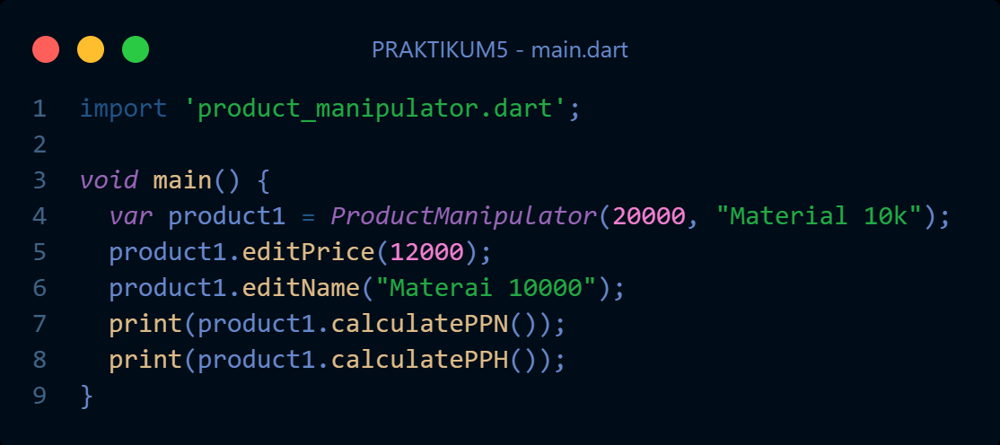 PRAKTIKUM5 - main.dart
1 import 'product_manipulator.dart';
2
3 void main() {
4   var product1 = ProductManipulator(20000, "Material 10k");
5   product1.editPrice(12000);
6   product1.editName("Materai 10000");
7   print(product1.calculatePPN());
8   print(product1.calculatePPH());
9 }